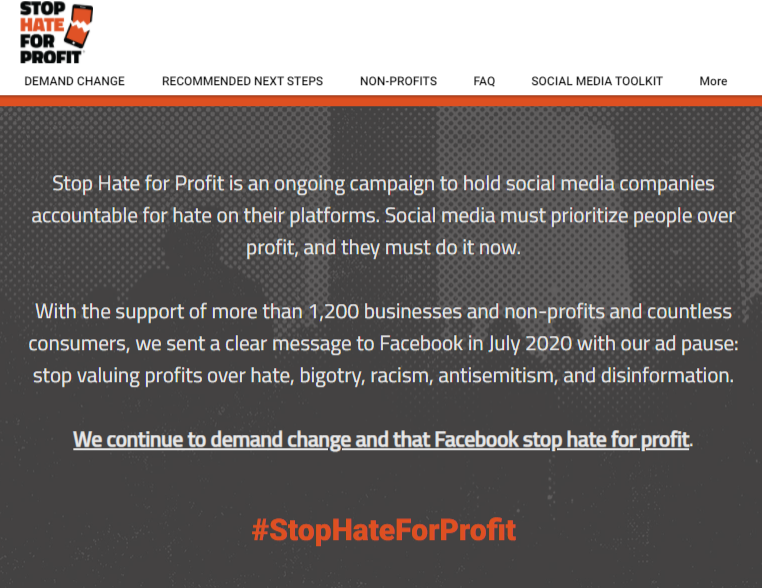 STOP
HATE
FOR
PROFIT
DEMAND CHANGE RECOMMENDED NEXT STEPS NON-PROFITS FAQ SOCIAL MEDIA TOOLKIT More
Stop Hate for Profit is an ongoing campaign to hold social media companies
accountable for hate on their platforms. Social media must prioritize people over
profit, and they must do it now.
With the support of more than 1,200 businesses and non-profits and countless
consumers, we sent a clear message to Facebook in July 2020 with our ad pause:
stop valuing profits over hate, bigotry, racism, antisemitism, and disinformation.
We continue to demand change and that Facebook stop hate for profit.
#StopHateForProfit